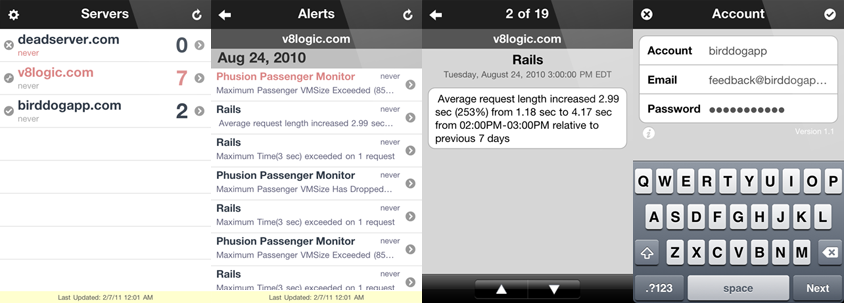 Servers
deadserver.com
never
0
v8logic.com
never
7
birddogapp.com
never
2
Last Updated: 2/7/11 12:01 AM
Alerts
v8logic.com
Aug 24, 2010
Phusion Passenger Monitor never
Maximum Passenger VMSize Exceeded (85...
Rails never
Average request length increased 2.99 sec...
Rails never
Maximum Time(3 sec) exceeded on 1 request
Phusion Passenger Monitor never
Maximum Passenger VMSize Has Dropped...
Rails never
Maximum Time(3 sec) exceeded on 1 request
Phusion Passenger Monitor never
Maximum Passenger VMSize Exceeded (85...
Rails never
Maximum Time(3 sec) exceeded on 1 request
Last Updated: 2/7/11 12:01 AM
2 of 19
v8logic.com
Rails
Tuesday, August 24, 2010 3:00:00 PM EDT
Average request length increased 2.99
sec (253%) from 1.18 sec to 4.17 sec
from 02:00PM-03:00PM relative to
previous 7 days
Account
Account birddogapp
Email feedback@birddogap...
Password ●●●●●●●●●●●
Version 1.1
Q W E R T Y U I O P
A S D F G H J K L
Z X C V B N M
.?123 space Next